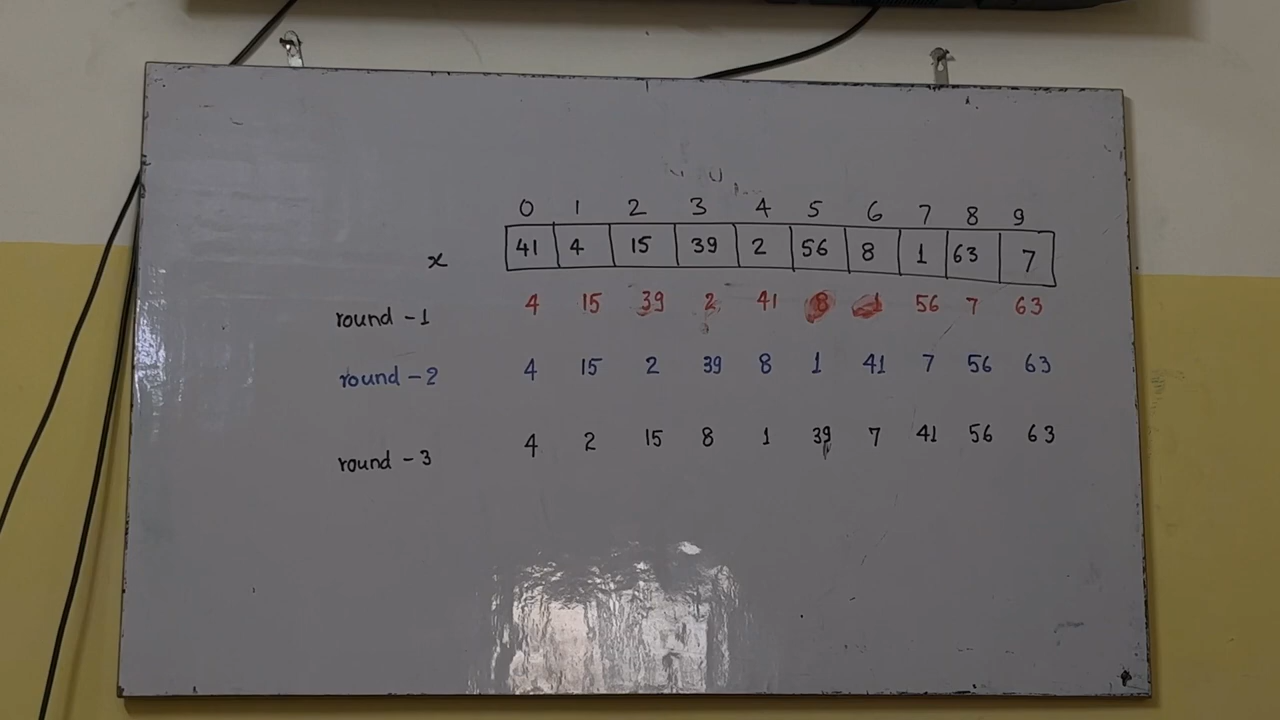 0 1 2 3 4 5 6 7 8 9
x 41 4 15 39 2 56 8 1 63 7
round - 1 4 15 39 2 41 8 1 56 7 63
round - 2 4 15 2 39 8 1 41 7 56 63
round - 3 4 2 15 8 1 39 7 41 56 63